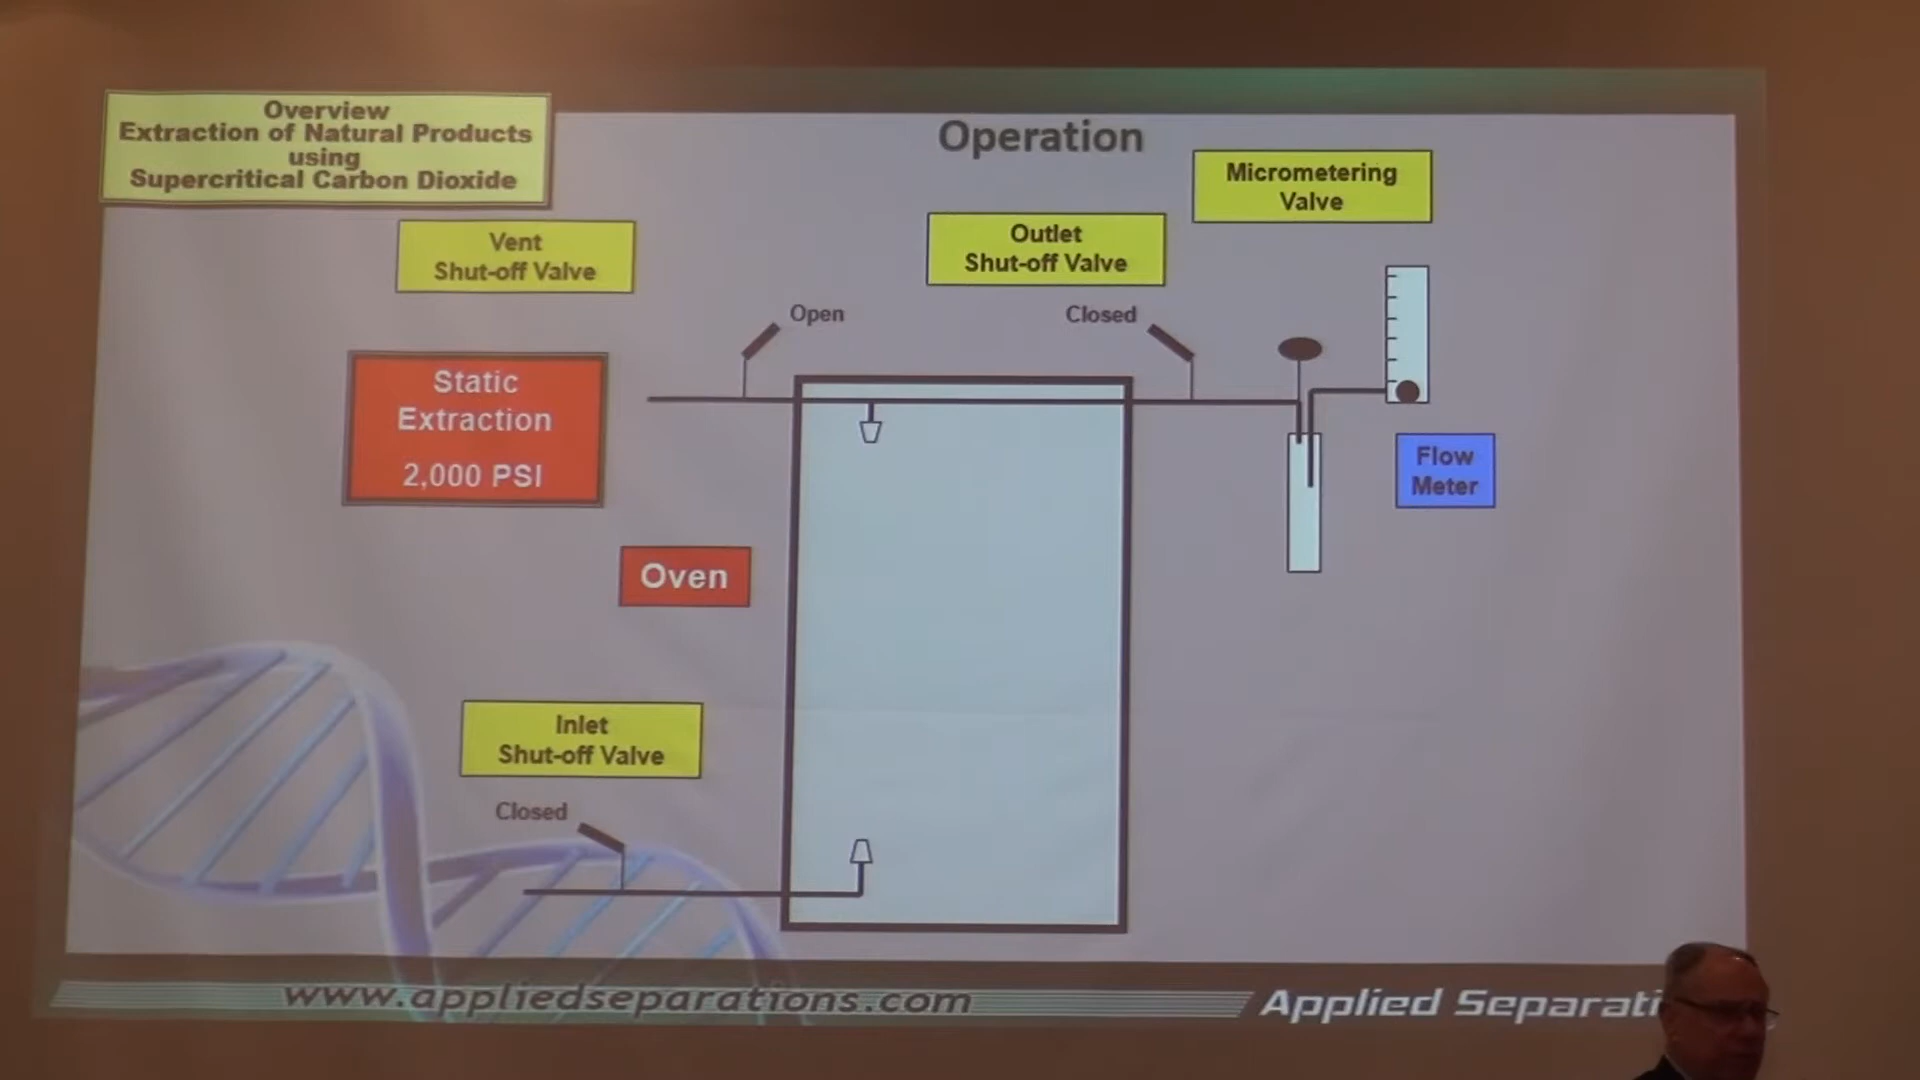 Overview
Extraction of Natural Products
using
Supercritical Carbon Dioxide
Operation
Micrometering
Valve
Outlet
Shut-off Valve
Vent
Shut-off Valve
Open
Closed
Static
Extraction
2,000 PSI
Flow
Meter
Oven
Inlet
Shut-off Valve
Closed
www.appliedseparations.com
Applied Separati